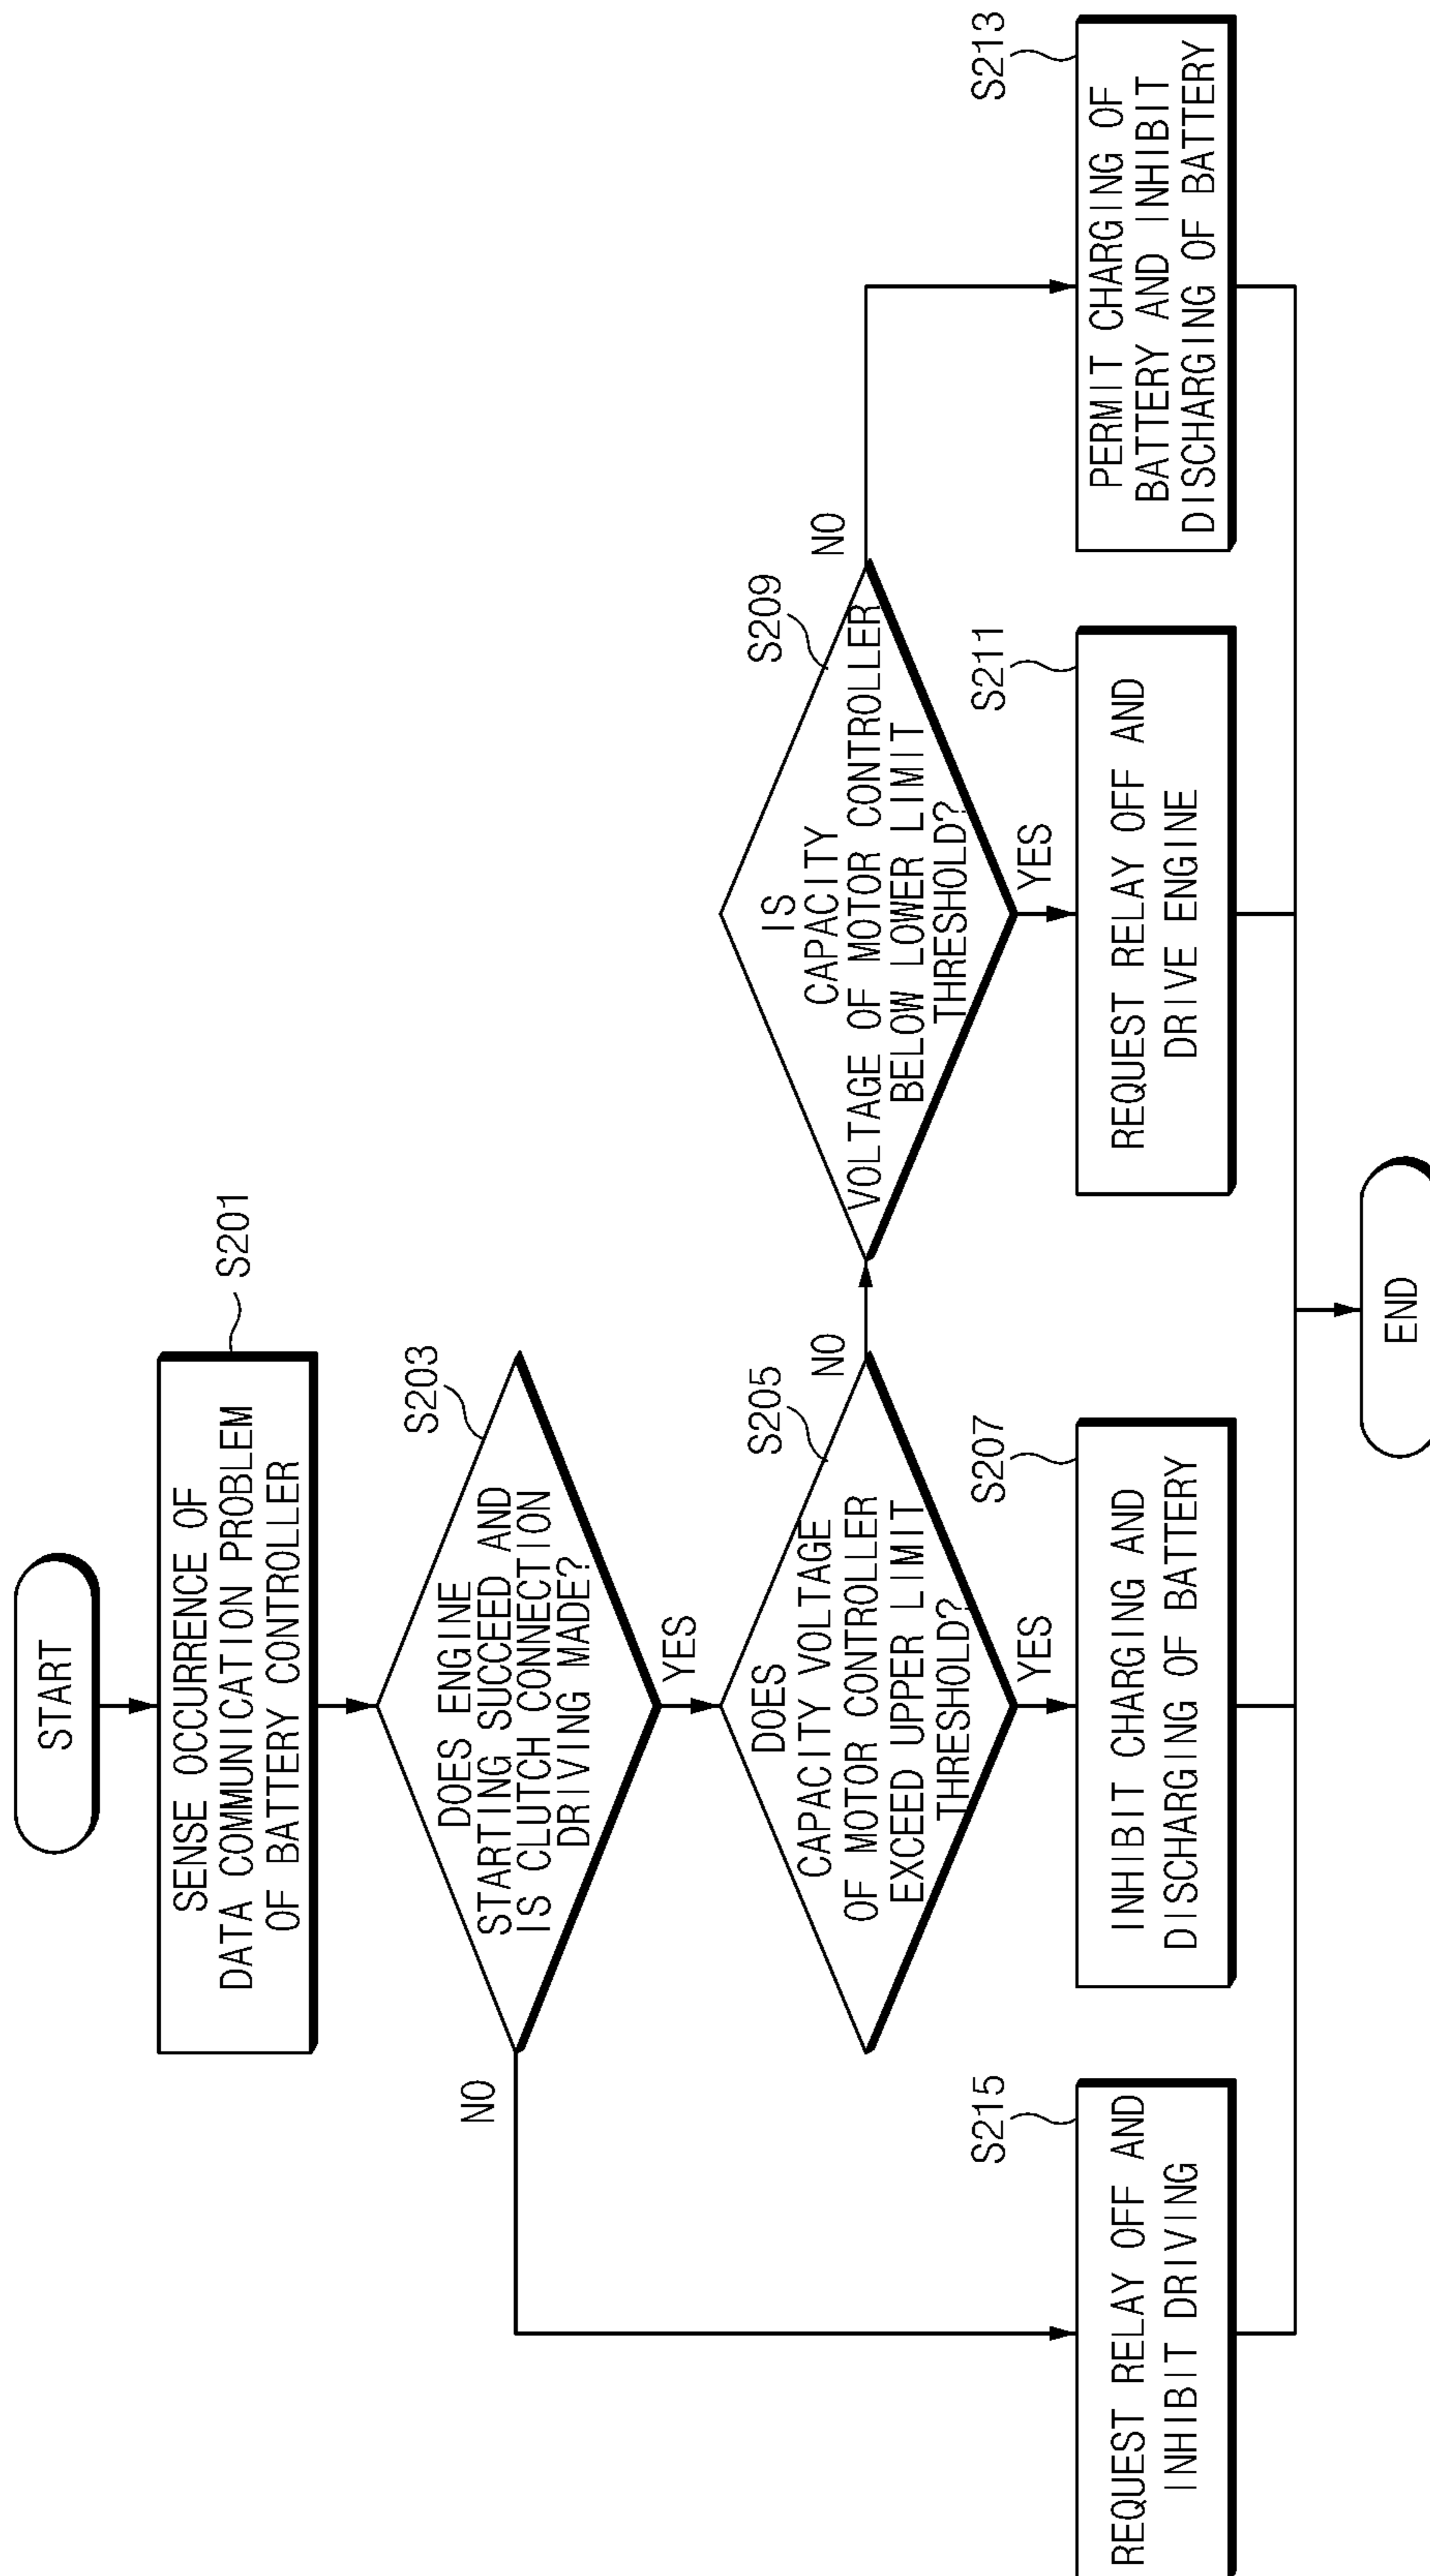 START
SENSE OCCURRENCE OF
DATA COMMUNICATION PROBLEM
OF BATTERY CONTROLLER
S201
DOES ENGINE
STARTING SUCCEED AND
IS CLUTCH CONNECTION
DRIVING MADE?
S203
NO
YES
DOES
CAPACITY VOLTAGE
OF MOTOR CONTROLLER
EXCEED UPPER LIMIT
THRESHOLD?
S205
NO
YES
IS
CAPACITY
VOLTAGE OF MOTOR CONTROLLER
BELOW LOWER LIMIT
THRESHOLD?
S209
NO
YES
REQUEST RELAY OFF AND
INHIBIT DRIVING
S215
INHIBIT CHARGING AND
DISCHARGING OF BATTERY
S207
REQUEST RELAY OFF AND
DRIVE ENGINE
S211
PERMIT CHARGING OF
BATTERY AND INHIBIT
DISCHARGING OF BATTERY
S213
END